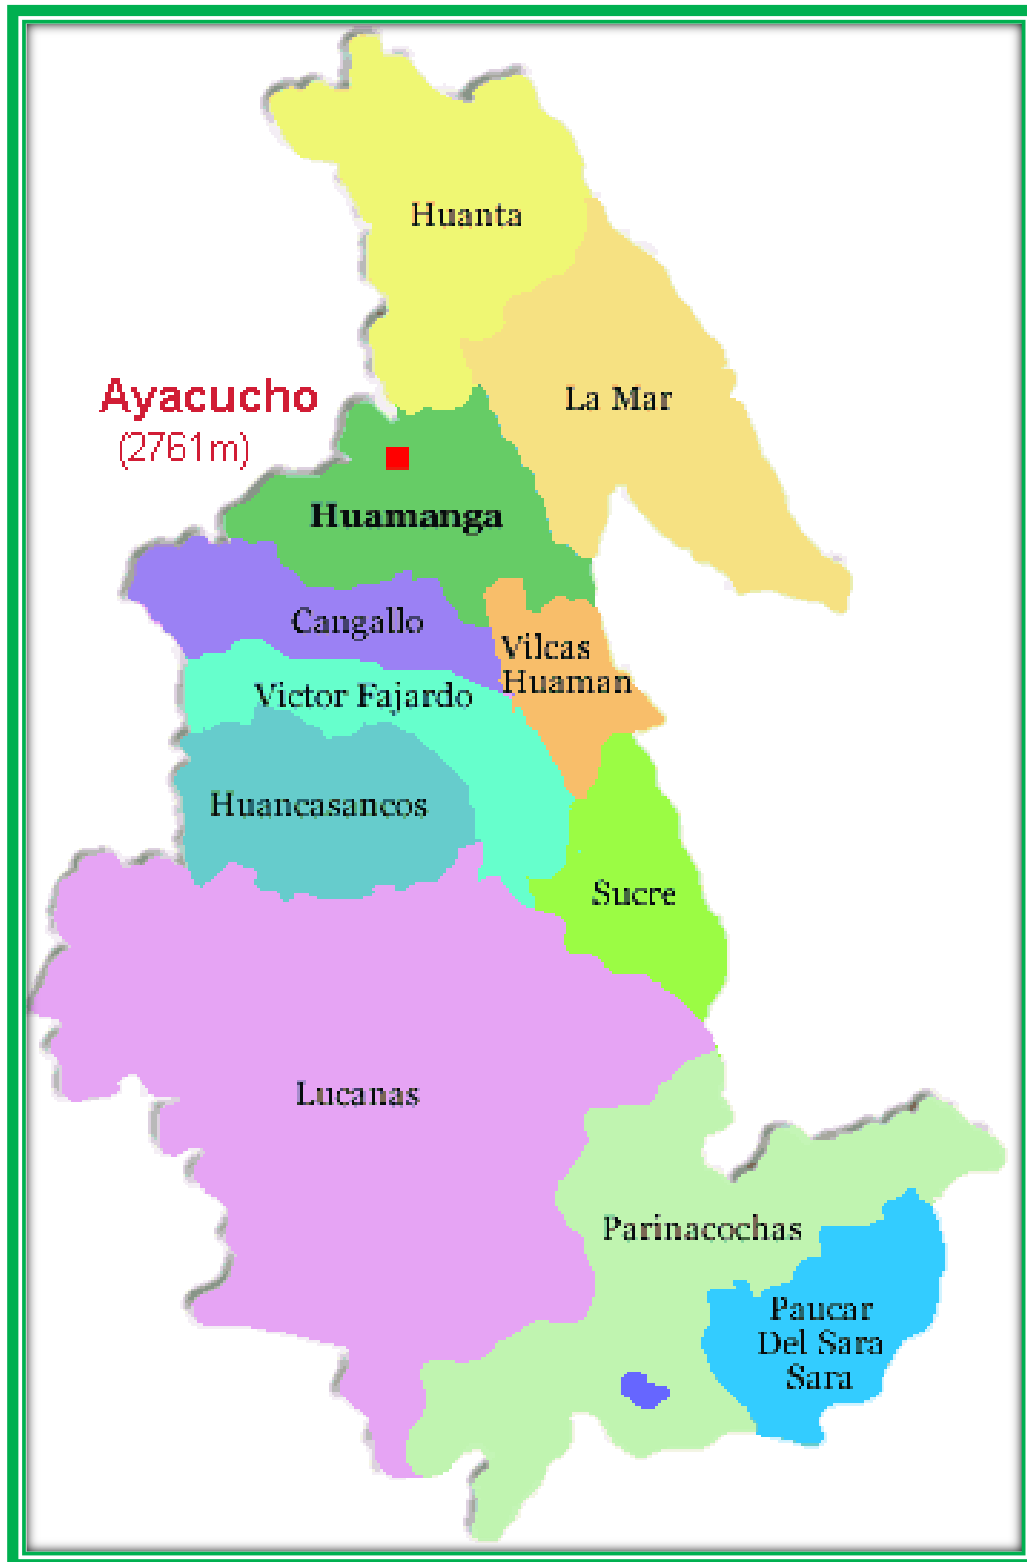 Huanta
Ayacucho
(2761m)
La Mar
Huamanga
Cangallo
Vilcas
Huaman
Victor Fajardo
Huancasancos
Sucre
Lucanas
Parinacochas
Paucar
Del Sara
Sara